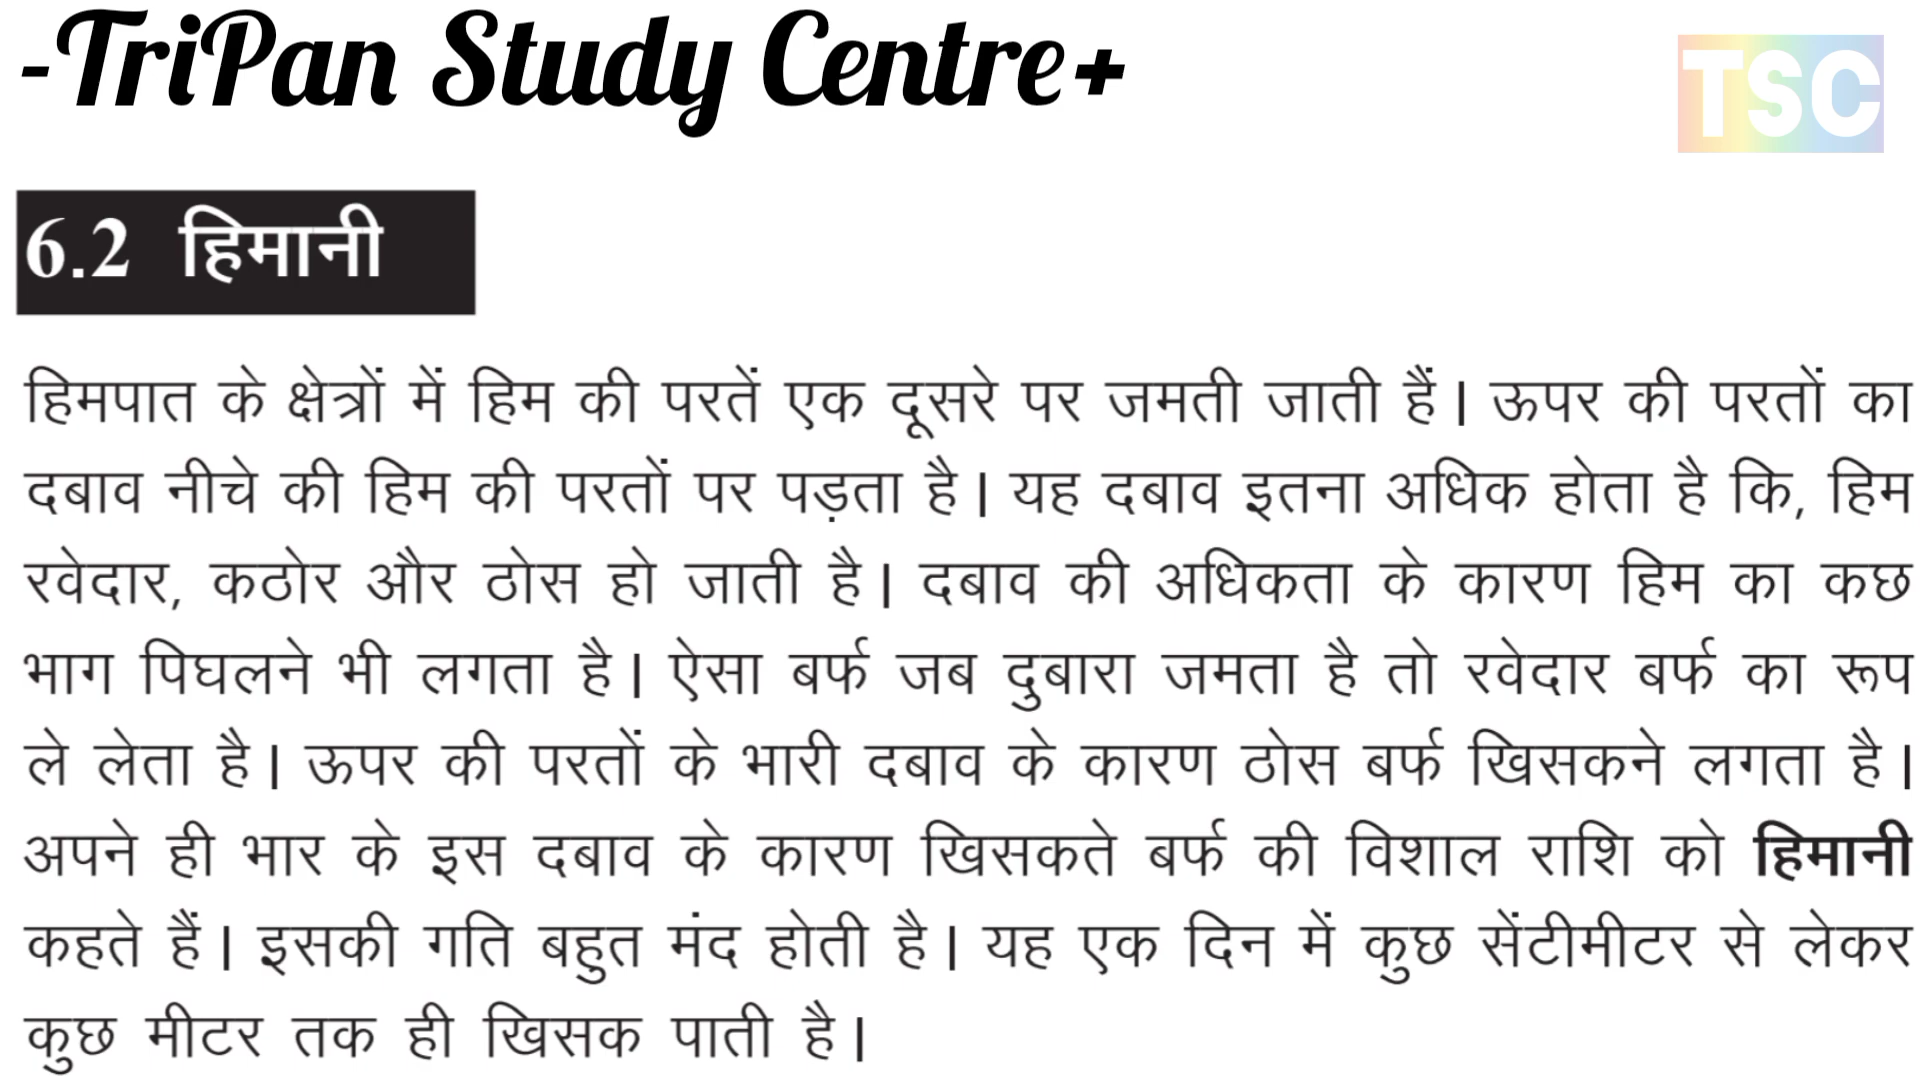 -TriPan Study Centre+
TSC
6.2 हिमानी
हिमपात के क्षेत्रों में हिम की परतें एक दूसरे पर जमती जाती हैं। ऊपर की परतों का
दबाव नीचे की हिम की परतों पर पड़ता है। यह दबाव इतना अधिक होता है कि, हिम
रवेदार, कठोर और ठोस हो जाती है। दबाव की अधिकता के कारण हिम का कछ
भाग पिघलने भी लगता है। ऐसा बर्फ जब दुबारा जमता है तो रवेदार बर्फ का रूप
ले लेता है। ऊपर की परतों के भारी दबाव के कारण ठोस बर्फ खिसकने लगता है।
अपने ही भार के इस दबाव के कारण खिसकते बर्फ की विशाल राशि को हिमानी
कहते हैं। इसकी गति बहुत मंद होती है। यह एक दिन में कुछ सेंटीमीटर से लेकर
कुछ मीटर तक ही खिसक पाती है।